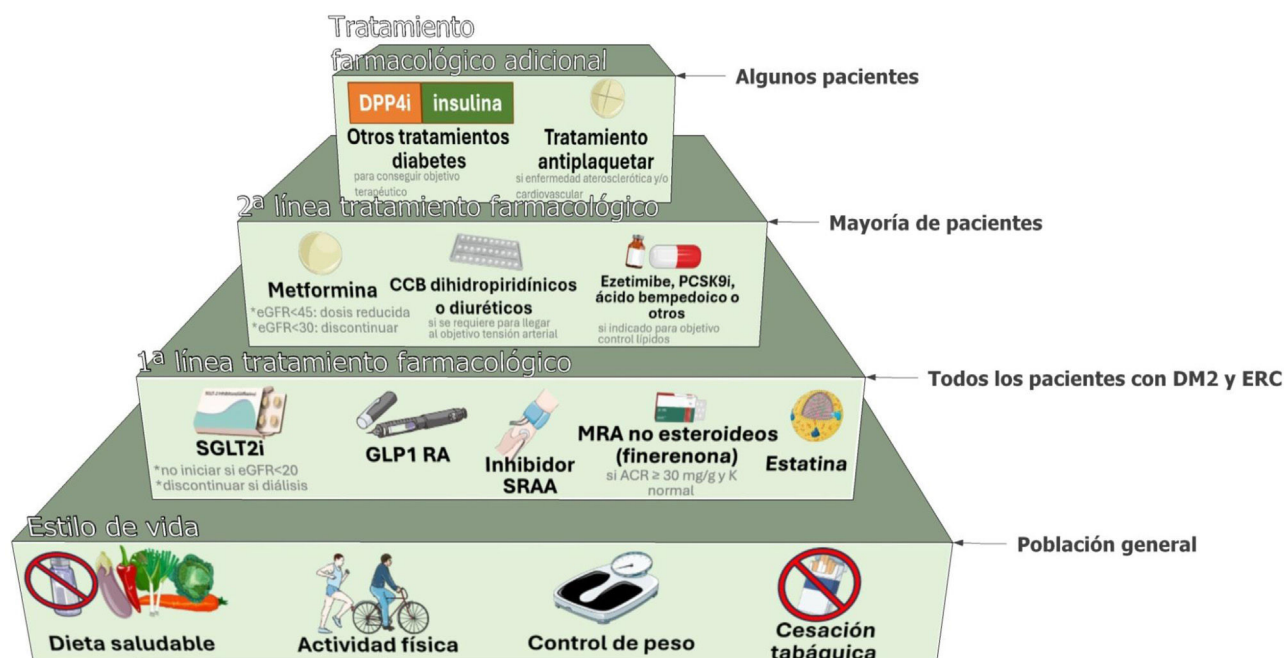 Tratamiento
farmacológico adicional
Algunos pacientes
DPP4i insulina
Otros tratamientos
diabetes
para conseguir objetivo
terapéutico
Tratamiento
antiplaquetar
si enfermedad aterosclerótica y/o
cardiovascular
2ª línea tratamiento farmacológico
Mayoría de pacientes
Metformina
*eGFR<45: dosis reducida
*eGFR<30: discontinuar
CCB dihidropiridínicos
o diuréticos
si se requiere para llegar
al objetivo tensión arterial
Ezetimibe, PCSK9i,
ácido bempedoico o
otros
si indicado para objetivo
control lípidos
1ª línea tratamiento farmacológico
Todos los pacientes con DM2 y ERC
SGLT2i
*no iniciar si eGFR<20
*discontinuar si diálisis
GLP1 RA
Inhibidor
SRAA
MRA no esteroideos
(finerenona)
si ACR ≥ 30 mg/g y K
normal
Estatina
Estilo de vida
Población general
Dieta saludable
Actividad física
Control de peso
Cesación
tabáquica